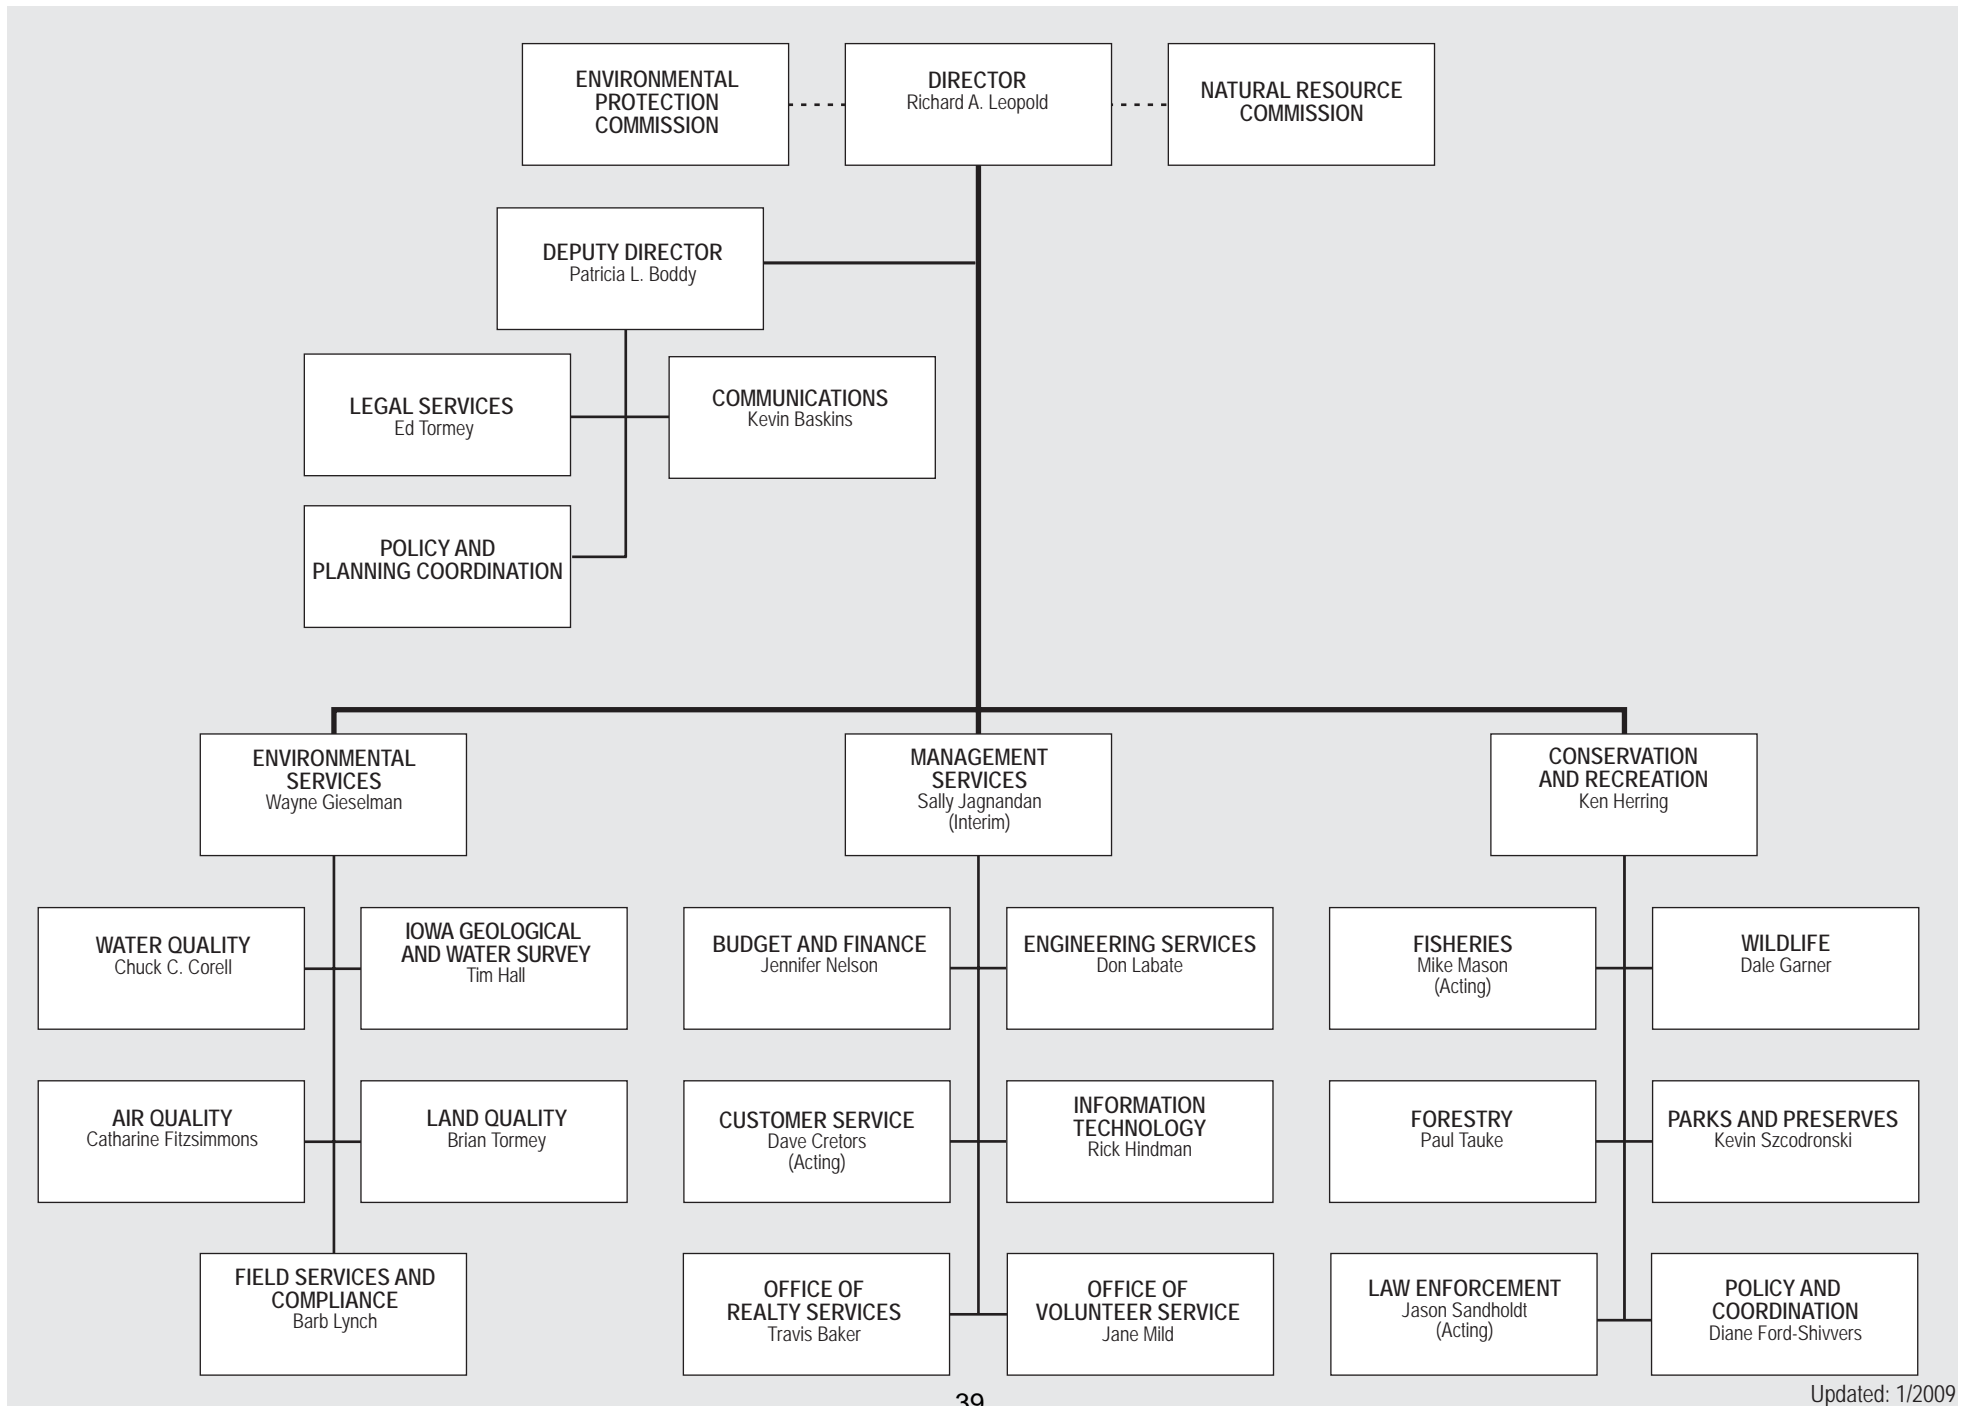 ENVIRONMENTAL
PROTECTION
COMMISSION
DIRECTOR
Richard A. Leopold
NATURAL RESOURCE
COMMISSION
DEPUTY DIRECTOR
Patricia L. Boddy
LEGAL SERVICES
Ed Tormey
COMMUNICATIONS
Kevin Baskins
POLICY AND
PLANNING COORDINATION
ENVIRONMENTAL
SERVICES
Wayne Gieselman
MANAGEMENT
SERVICES
Sally Jagnandan
(Interim)
CONSERVATION
AND RECREATION
Ken Herring
WATER QUALITY
Chuck C. Corell
IOWA GEOLOGICAL
AND WATER SURVEY
Tim Hall
BUDGET AND FINANCE
Jennifer Nelson
ENGINEERING SERVICES
Don Labate
FISHERIES
Mike Mason
(Acting)
WILDLIFE
Dale Garner
AIR QUALITY
Catharine Fitzsimmons
LAND QUALITY
Brian Tormey
CUSTOMER SERVICE
Dave Cretors
(Acting)
INFORMATION
TECHNOLOGY
Rick Hindman
FORESTRY
Paul Tauke
PARKS AND PRESERVES
Kevin Szcodronski
FIELD SERVICES AND
COMPLIANCE
Barb Lynch
OFFICE OF
REALTY SERVICES
Travis Baker
OFFICE OF
VOLUNTEER SERVICE
Jane Mild
LAW ENFORCEMENT
Jason Sandholdt
(Acting)
POLICY AND
COORDINATION
Diane Ford-Shivvers
39
Updated: 1/2009